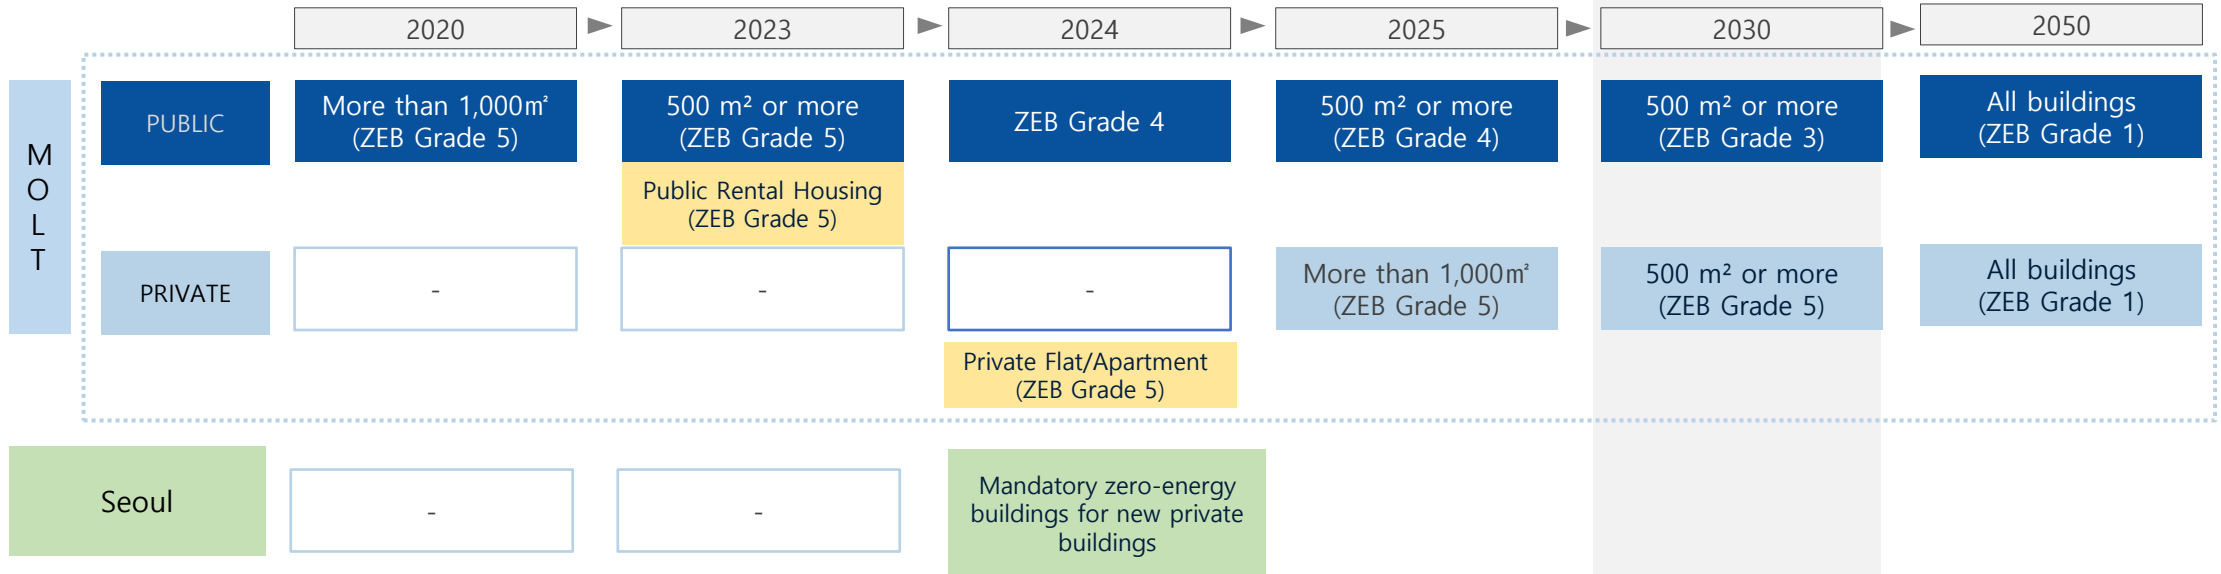 2020
2023
2024
2025
2030
2050
M
O
L
T
PUBLIC
More than 1,000㎡
(ZEB Grade 5)
500 m² or more
(ZEB Grade 5)
ZEB Grade 4
500 m² or more
(ZEB Grade 4)
500 m² or more
(ZEB Grade 3)
All buildings
(ZEB Grade 1)
Public Rental Housing
(ZEB Grade 5)
PRIVATE
-
-
-
More than 1,000㎡
(ZEB Grade 5)
500 m² or more
(ZEB Grade 5)
All buildings
(ZEB Grade 1)
Private Flat/Apartment
(ZEB Grade 5)
Seoul
-
-
Mandatory zero-energy
buildings for new private
buildings